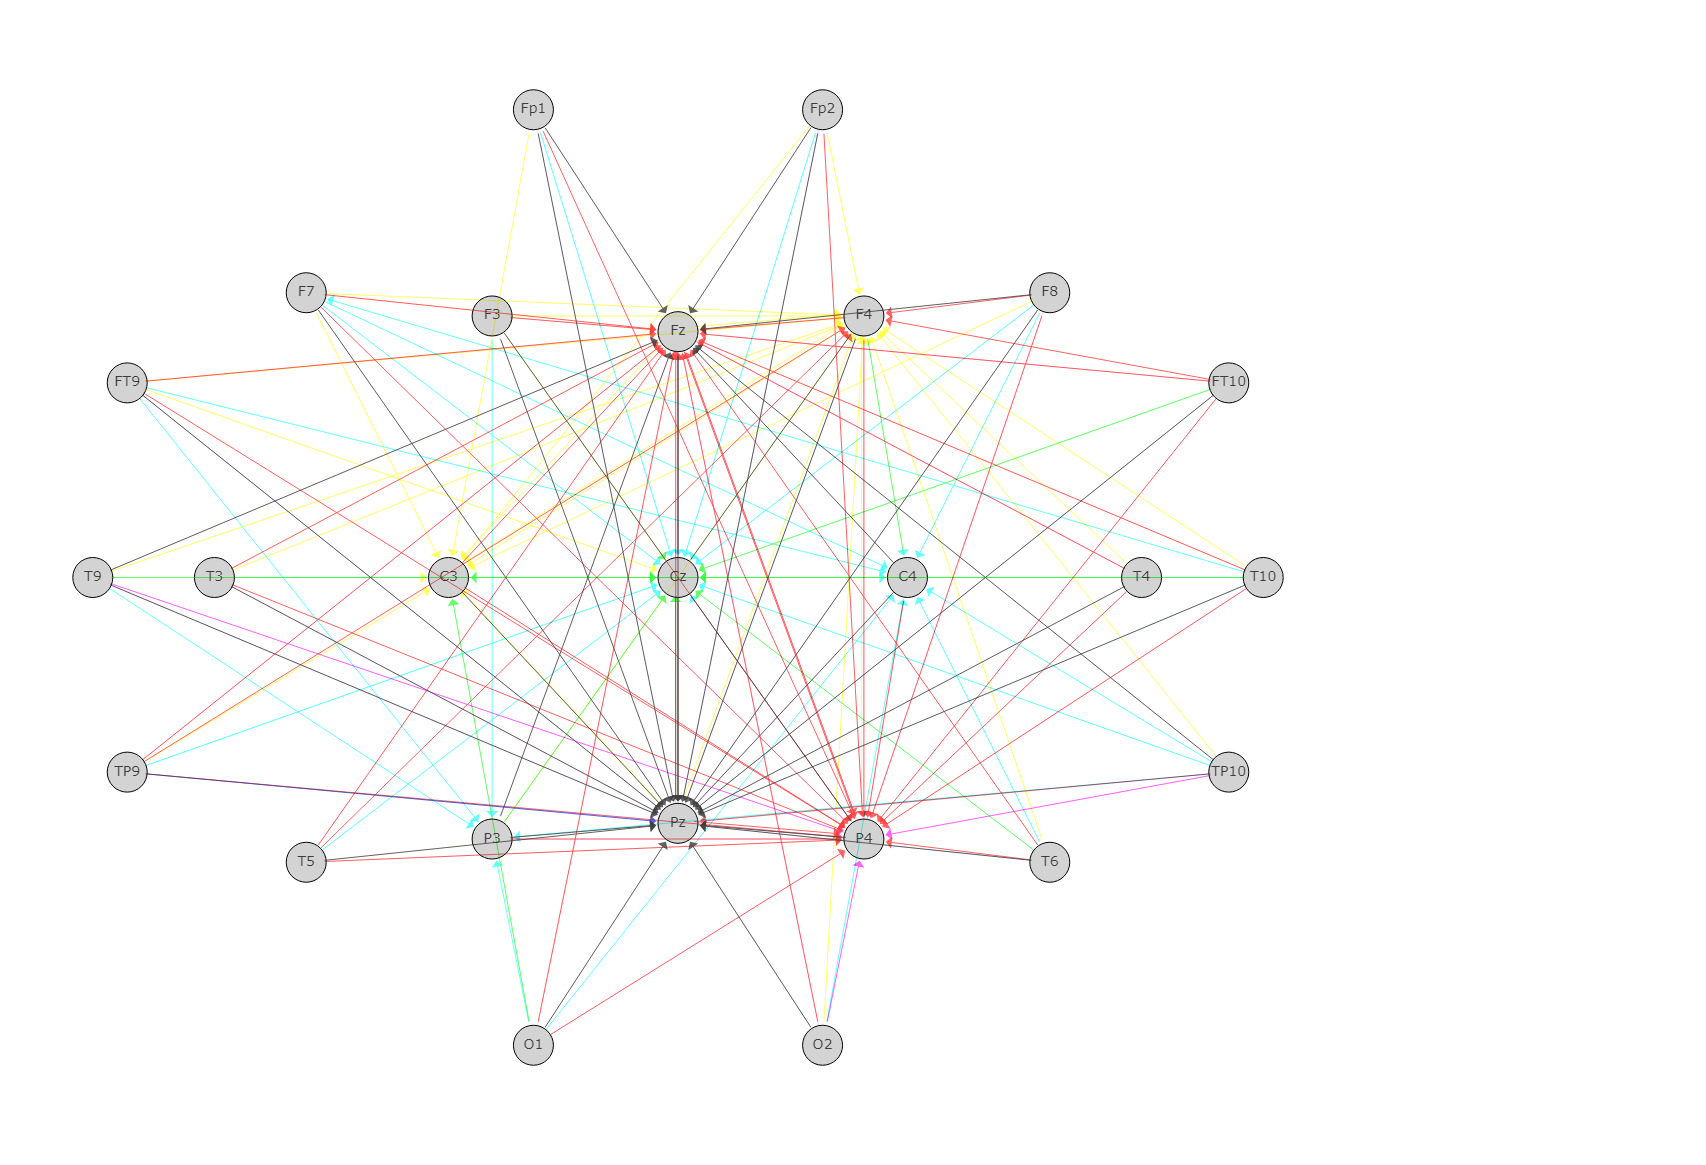 Fp1 Fp2
F7 F3 Fz F4 F8
FT9 FT10
T9 T3 C3 Cz C4 T4 T10
TP9 TP10
T5 P3 Pz P4 T6
O1 O2